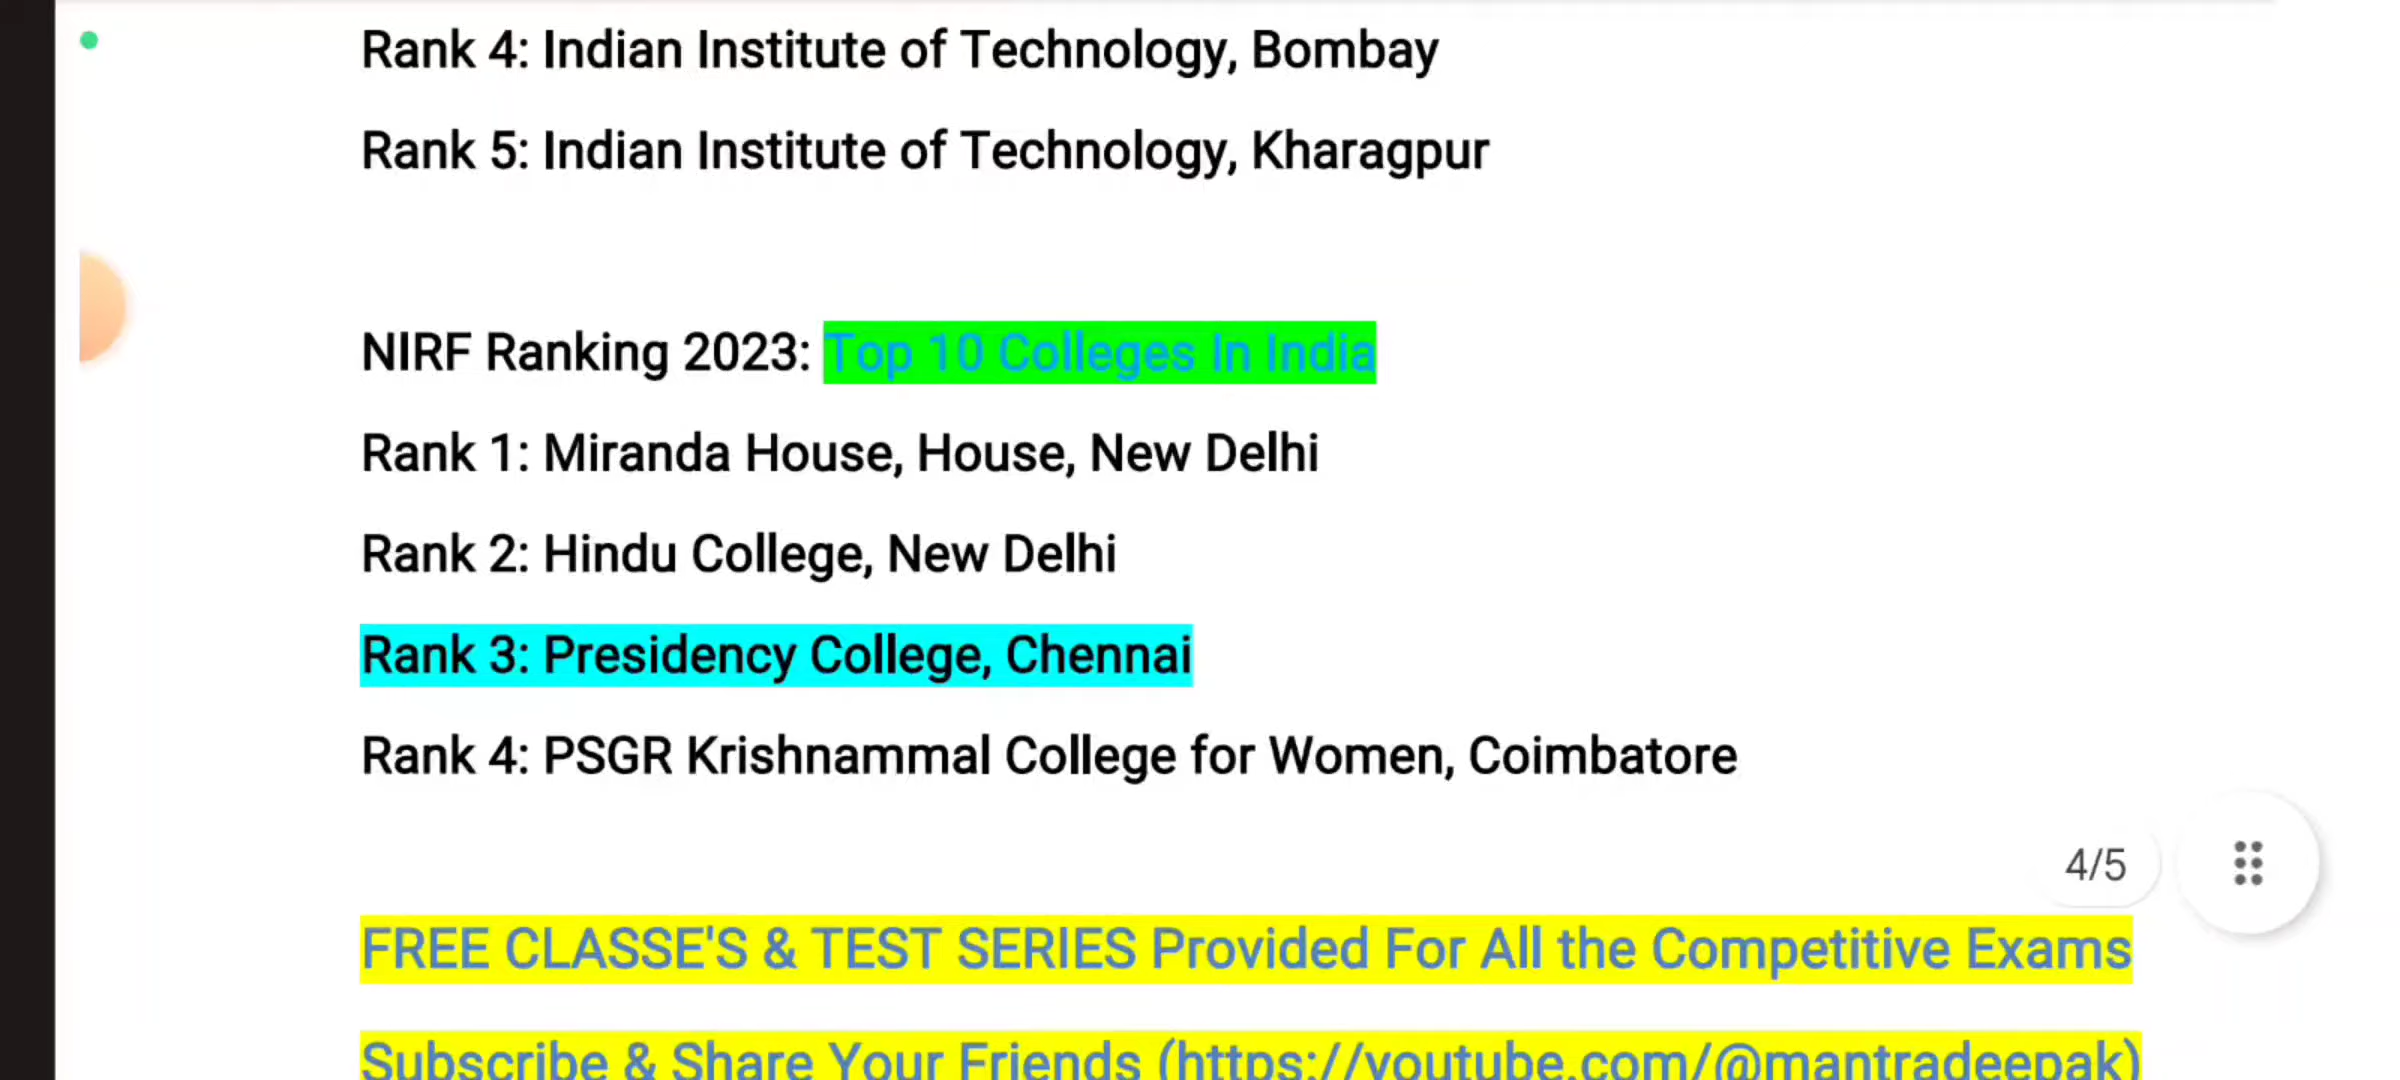 Rank 4: Indian Institute of Technology, Bombay
Rank 5: Indian Institute of Technology, Kharagpur
NIRF Ranking 2023: Top 10 Colleges In India
Rank 1: Miranda House, House, New Delhi
Rank 2: Hindu College, New Delhi
Rank 3: Presidency College, Chennai
Rank 4: PSGR Krishnammal College for Women, Coimbatore
4/5
FREE CLASSE'S & TEST SERIES Provided For All the Competitive Exams
Subscribe & Share Your Friends (https://youtube.com/@mantradeepak)